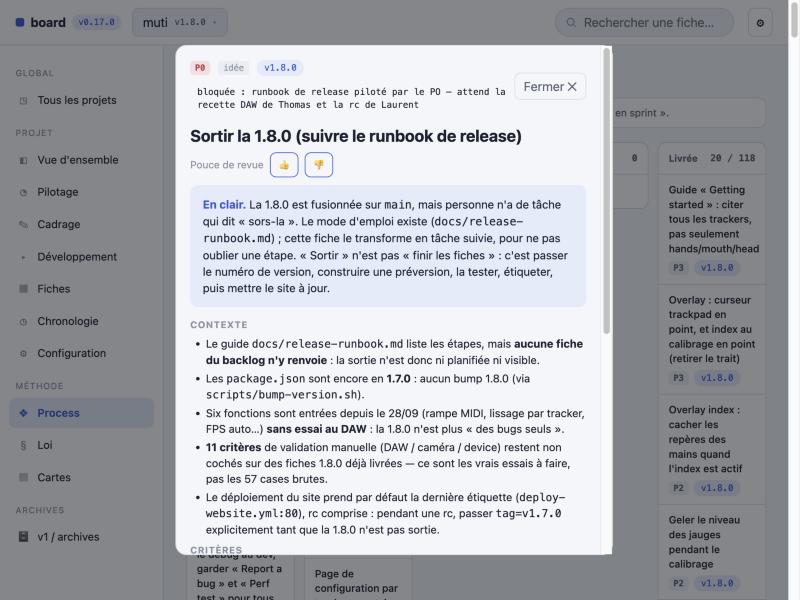 board v0.17.0 muti v1.8.0
Rechercher une fiche...
GLOBAL
Tous les projets
PROJET
Vue d'ensemble
Pilotage
Cadrage
Développement
Fiches
Chronologie
Configuration
MÉTHODE
Process
§ Loi
Cartes
ARCHIVES
v1 / archives
P0 idée v1.8.0
bloquée : runbook de release piloté par le PO — attend la
recette DAW de Thomas et la rc de Laurent
Fermer ×
Sortir la 1.8.0 (suivre le runbook de release)
Pouce de revue 👍 👎
En clair. La 1.8.0 est fusionnée sur main, mais personne n'a de tâche
qui dit « sors-la ». Le mode d'emploi existe (docs/release-
runbook.md) ; cette fiche le transforme en tâche suivie, pour ne pas
oublier une étape. « Sortir » n'est pas « finir les fiches » : c'est passer
le numéro de version, construire une préversion, la tester, étiqueter,
puis mettre le site à jour.
CONTEXTE
• Le guide docs/release-runbook.md liste les étapes, mais aucune fiche
du backlog n'y renvoie : la sortie n'est donc ni planifiée ni visible.
• Les package.json sont encore en 1.7.0 : aucun bump 1.8.0 (via
scripts/bump-version.sh).
• Six fonctions sont entrées depuis le 28/09 (rampe MIDI, lissage par tracker,
FPS auto…) sans essai au DAW : la 1.8.0 n'est plus « des bugs seuls ».
• 11 critères de validation manuelle (DAW / caméra / device) restent non
cochés sur des fiches 1.8.0 déjà livrées — ce sont les vrais essais à faire,
pas les 57 cases brutes.
• Le déploiement du site prend par défaut la dernière étiquette (deploy-
website.yml:80), rc comprise : pendant une rc, passer tag=v1.7.0
explicitement tant que la 1.8.0 n'est pas sortie.
CRITÈRES
le debug au dev,
garder « Report a
bug » et « Perf
test » pour tous
Page de
configuration par
en sprint ».
0
Livrée 20 / 118
Guide « Getting
started » : citer
tous les trackers,
pas seulement
hands/mouth/head
P3 v1.8.0
Overlay : curseur
trackpad en
point, et index au
calibrage en point
(retirer le trait)
P3 v1.8.0
Overlay index :
cacher les
repères des
mains quand
l'index est actif
P2 v1.8.0
Geler le niveau
des jauges
pendant le
calibrage
P2 v1.8.0